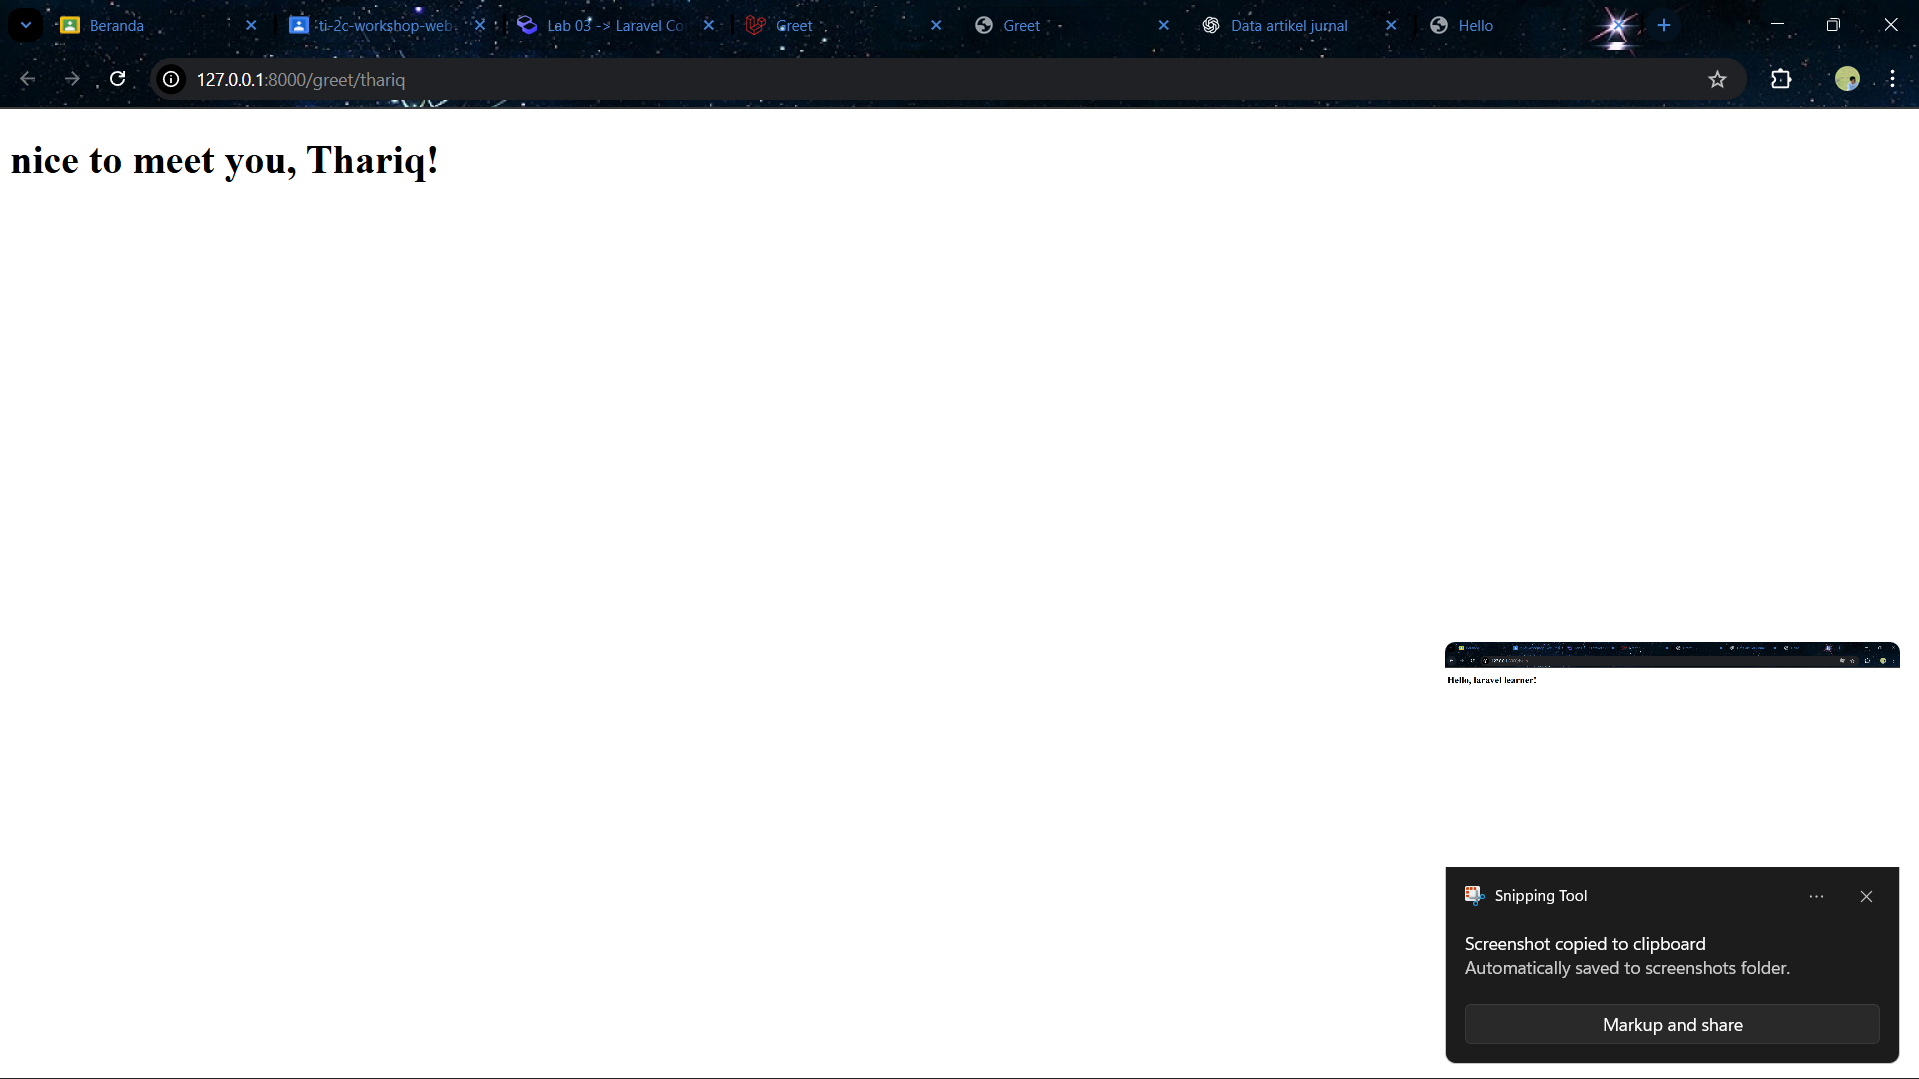 Beranda
ti-2c-workshop-web-
Lab 03 -> Laravel Co
Greet
Greet
Data artikel jurnal
Hello
127.0.0.1:8000/greet/thariq
nice to meet you, Thariq!
Hello, laravel learner!
Snipping Tool
Screenshot copied to clipboard
Automatically saved to screenshots folder.
Markup and share